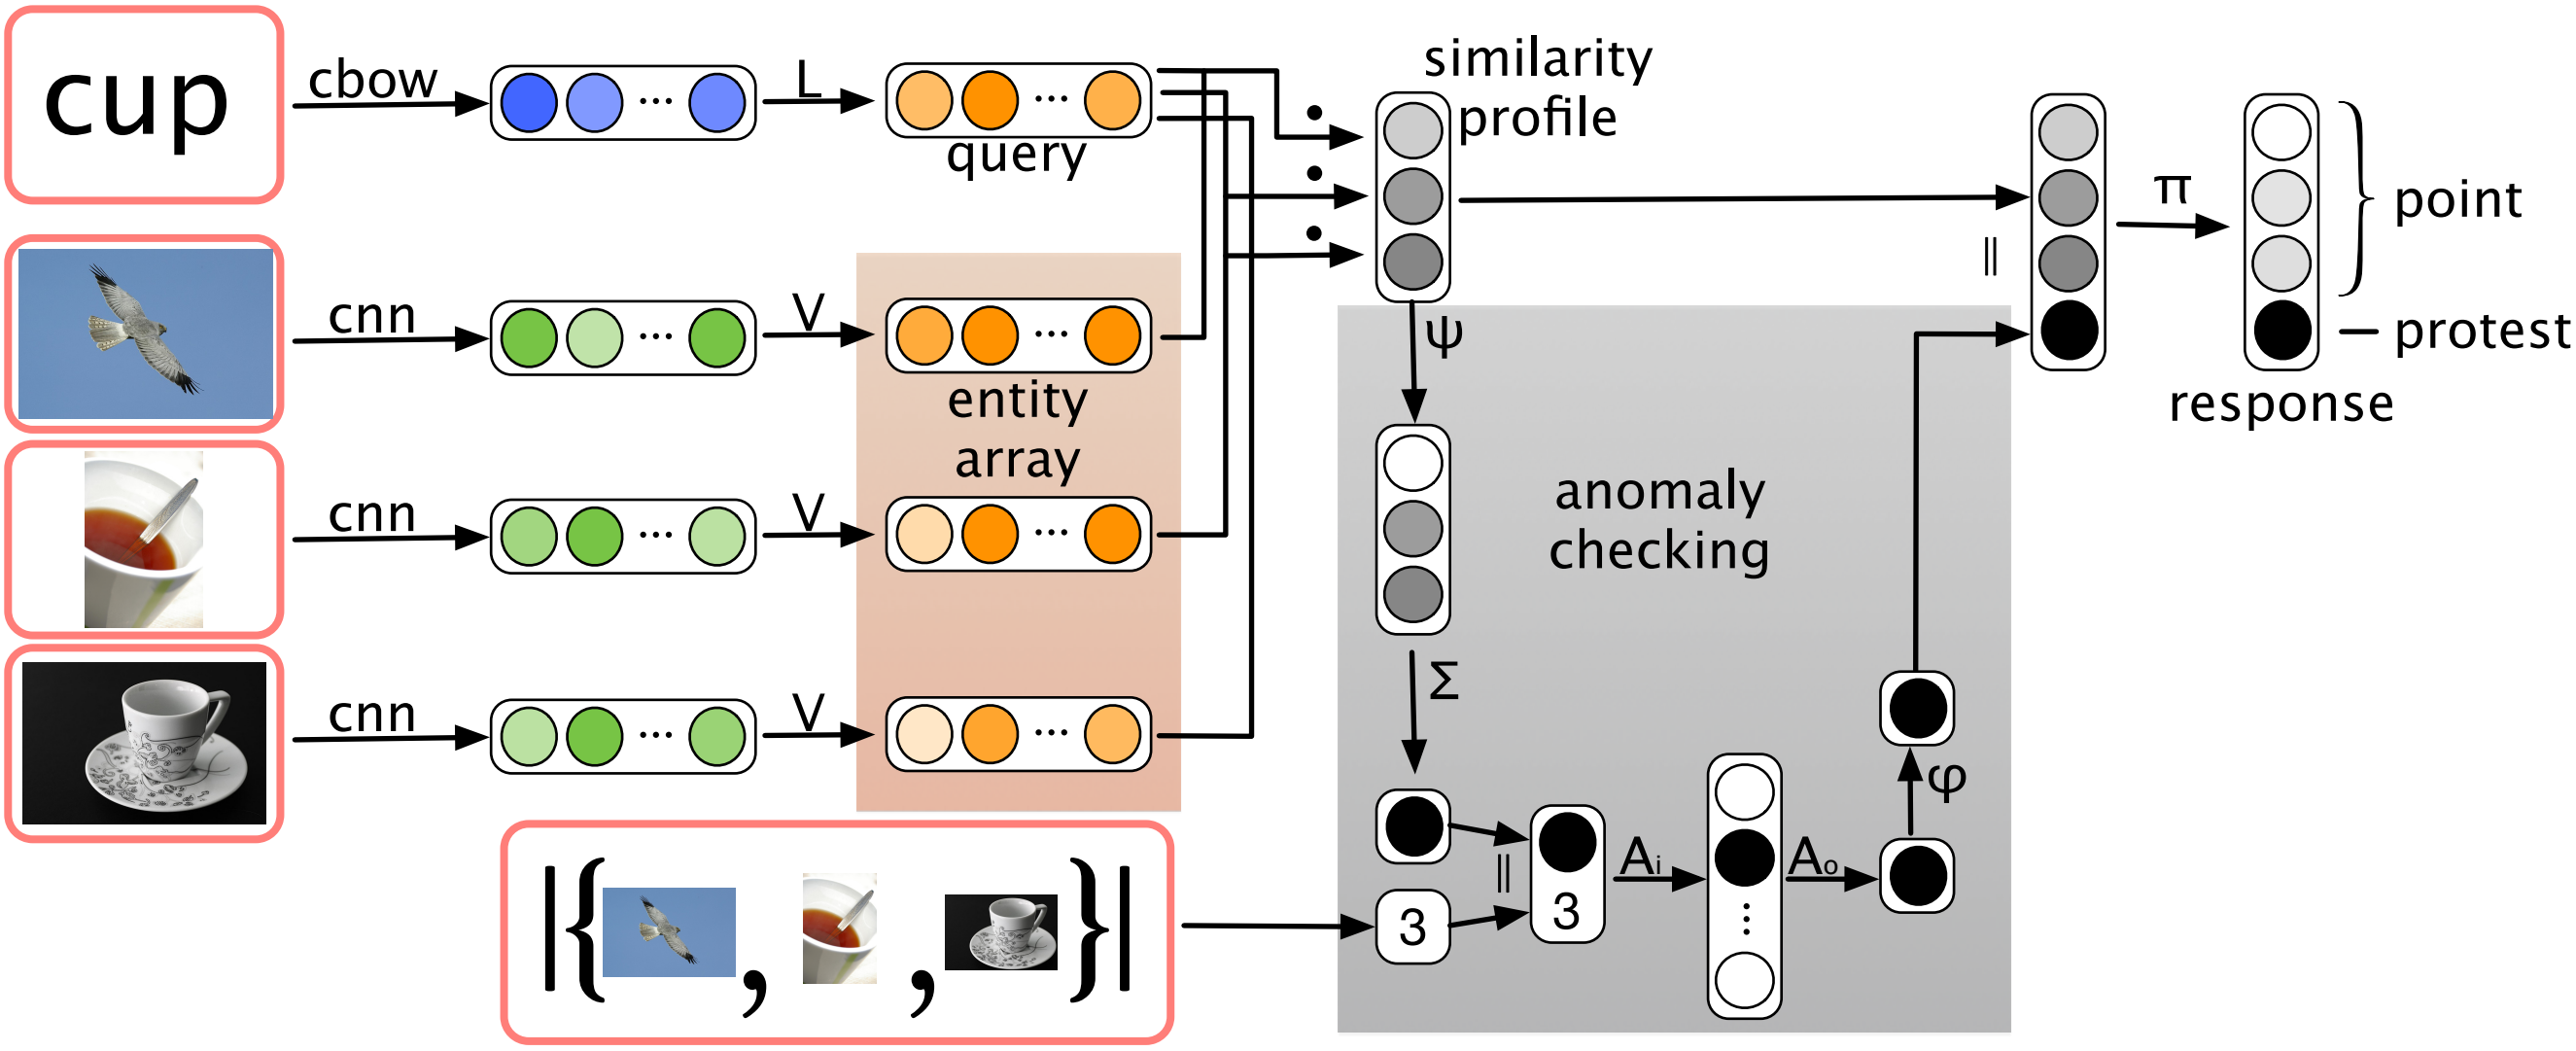 cup
cbow
L
query
similarity
profile
cnn
V
entity
array
cnn
V
cnn
V
•
•
•
ψ
Σ
anomaly
checking
|{ , , }|
3
||
3
Aᵢ
Aₒ
φ
||
π
point
protest
response